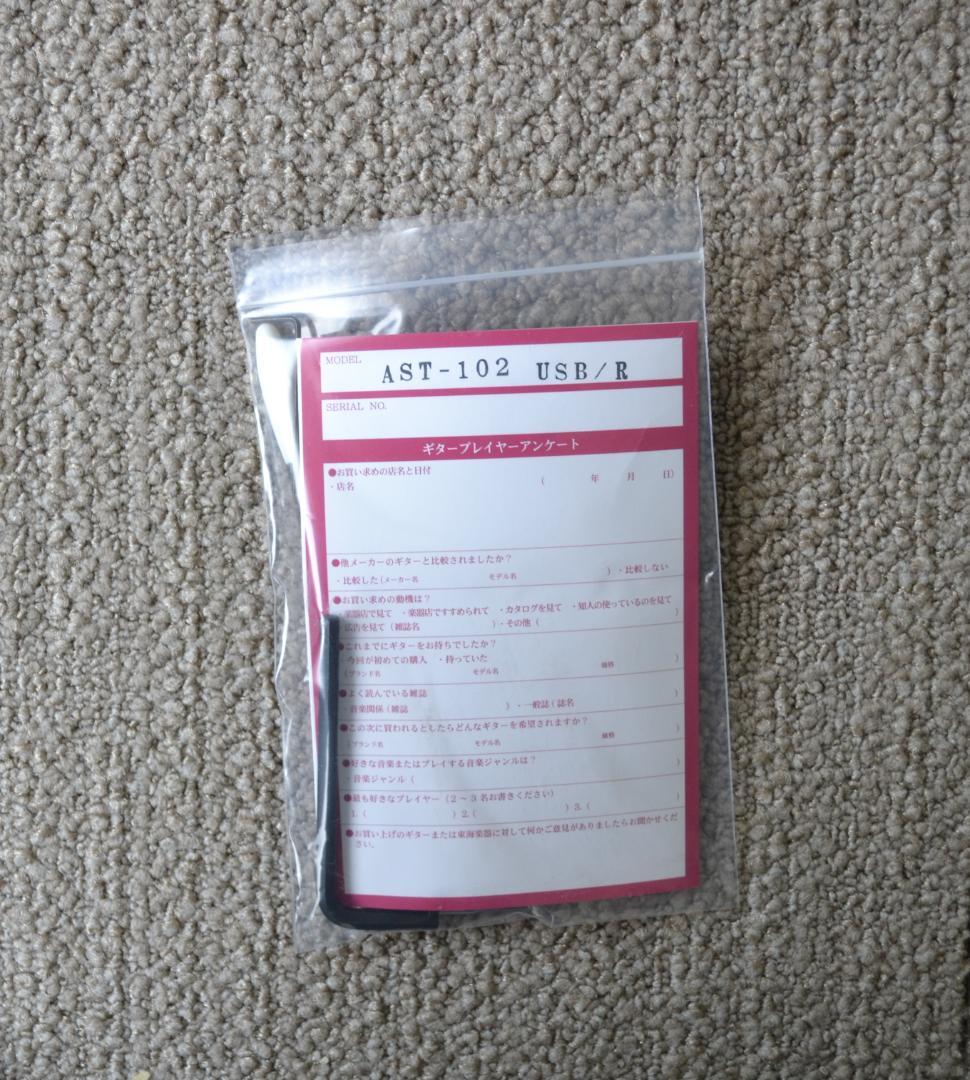 MODEL AST-102 USB/R
SERIAL NO.
ギタープレイヤーアンケート
●お買い求めの店名と日付
・店名 ( 年 月 日)
●他メーカーのギターと比較されましたか？
・比較した(メーカー名 モデル名 )・比較しない
●お買い求めの動機は？
・楽器店で見て ・楽器店ですすめられて ・カタログを見て ・知人の使っているのを見て
・広告を見て(雑誌名 )・その他( )
●これまでにギターをお持ちでしたか？
・今回が初めての購入 ・持っていた
(ブランド名 モデル名 価格 )
●よく読んでいる雑誌
・音楽関係(雑誌 )・一般誌(誌名 )
●この次に買われるとしたらどんなギターを希望されますか？
(ブランド名 モデル名 価格 )
●好きな音楽またはプレイする音楽ジャンルは？
・音楽ジャンル(
●最も好きなプレイヤー(2～3名お書きください)
1.( )2.( )3.( )
●お買い上げのギターまたは東海楽器に対して何かご意見がありましたらお聞かせくだ
さい。